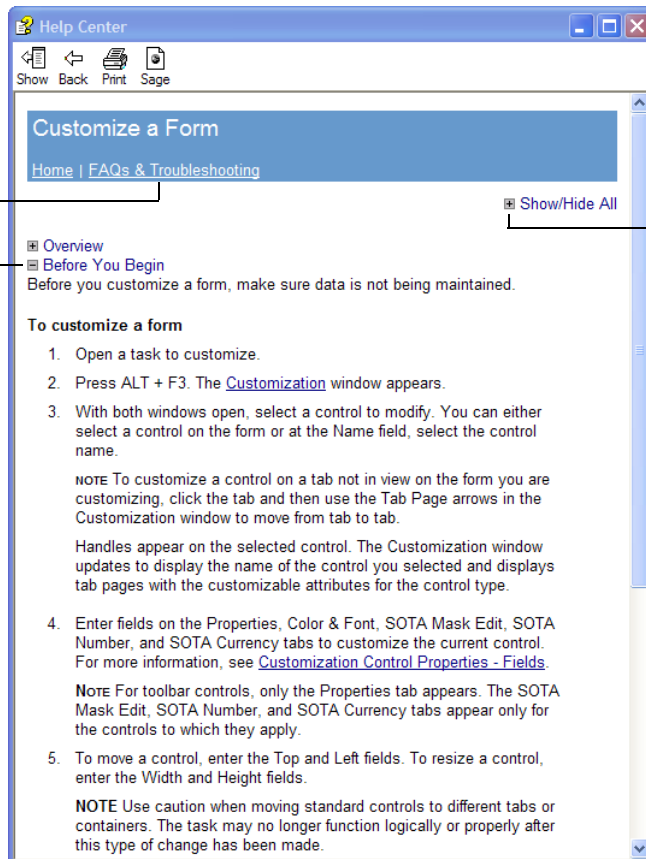 Help Center
Show Back Print Sage
Customize a Form
Home | FAQs & Troubleshooting
Show/Hide All
Overview
Before You Begin
Before you customize a form, make sure data is not being maintained.
To customize a form
1. Open a task to customize.
2. Press ALT + F3. The Customization window appears.
3. With both windows open, select a control to modify. You can either
select a control on the form or at the Name field, select the control
name.
NOTE To customize a control on a tab not in view on the form you are
customizing, click the tab and then use the Tab Page arrows in the
Customization window to move from tab to tab.
Handles appear on the selected control. The Customization window
updates to display the name of the control you selected and displays
tab pages with the customizable attributes for the control type.
4. Enter fields on the Properties, Color & Font, SOTA Mask Edit, SOTA
Number, and SOTA Currency tabs to customize the current control.
For more information, see Customization Control Properties - Fields.
NOTE For toolbar controls, only the Properties tab appears. The SOTA
Mask Edit, SOTA Number, and SOTA Currency tabs appear only for
the controls to which they apply.
5. To move a control, enter the Top and Left fields. To resize a control,
enter the Width and Height fields.
NOTE Use caution when moving standard controls to different tabs or
containers. The task may no longer function logically or properly after
this type of change has been made.